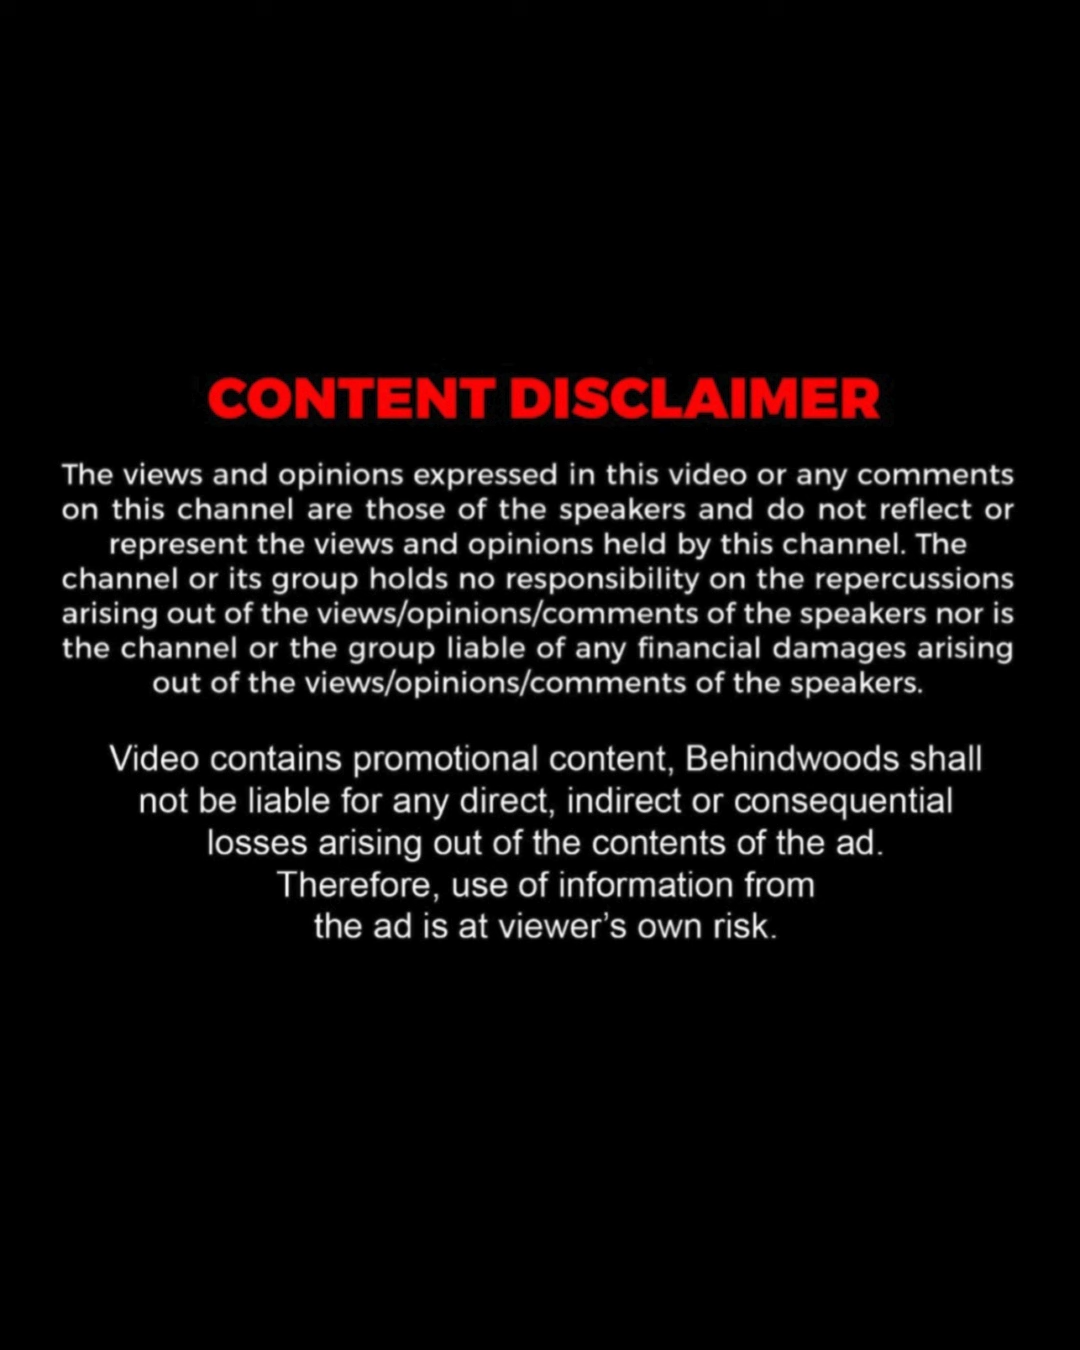 CONTENT DISCLAIMER
The views and opinions expressed in this video or any comments
on this channel are those of the speakers and do not reflect or
represent the views and opinions held by this channel. The
channel or its group holds no responsibility on the repercussions
arising out of the views/opinions/comments of the speakers nor is
the channel or the group liable of any financial damages arising
out of the views/opinions/comments of the speakers.
Video contains promotional content, Behindwoods shall
not be liable for any direct, indirect or consequential
losses arising out of the contents of the ad.
Therefore, use of information from
the ad is at viewer’s own risk.